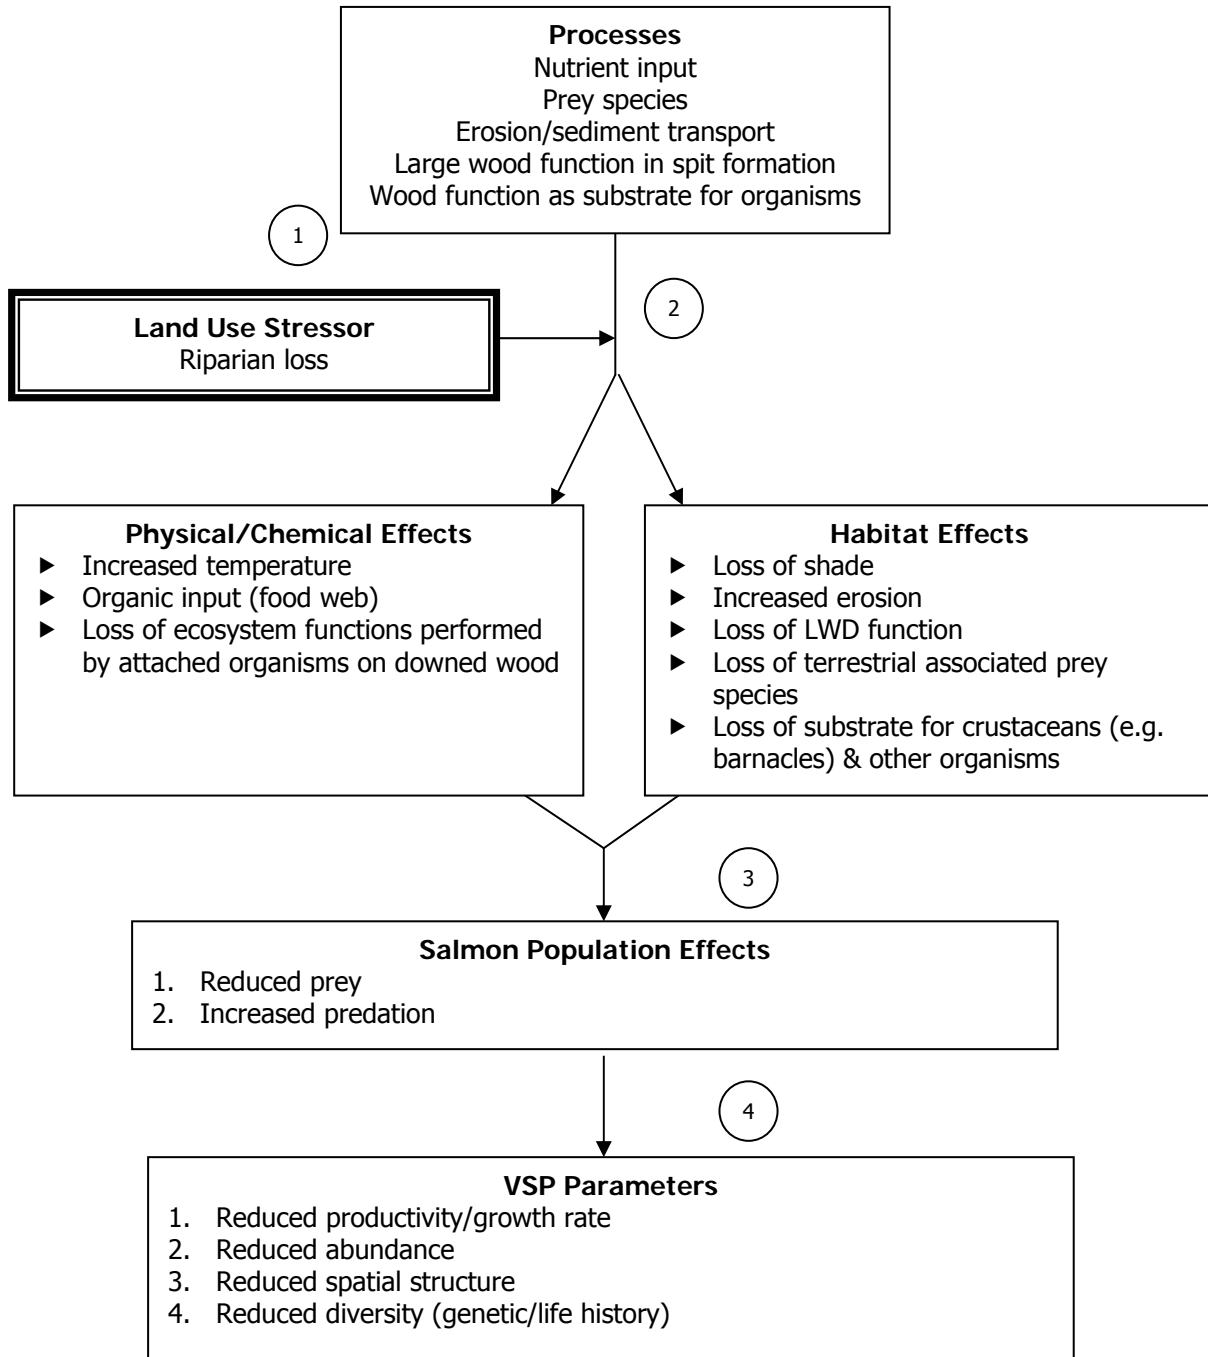 Processes
Nutrient input
Prey species
Erosion/sediment transport
Large wood function in spit formation
Wood function as substrate for organisms
1
2
Land Use Stressor
Riparian loss
Physical/Chemical Effects
► Increased temperature
► Organic input (food web)
► Loss of ecosystem functions performed
by attached organisms on downed wood
Habitat Effects
► Loss of shade
► Increased erosion
► Loss of LWD function
► Loss of terrestrial associated prey
species
► Loss of substrate for crustaceans (e.g.
barnacles) & other organisms
3
Salmon Population Effects
1. Reduced prey
2. Increased predation
4
VSP Parameters
1. Reduced productivity/growth rate
2. Reduced abundance
3. Reduced spatial structure
4. Reduced diversity (genetic/life history)